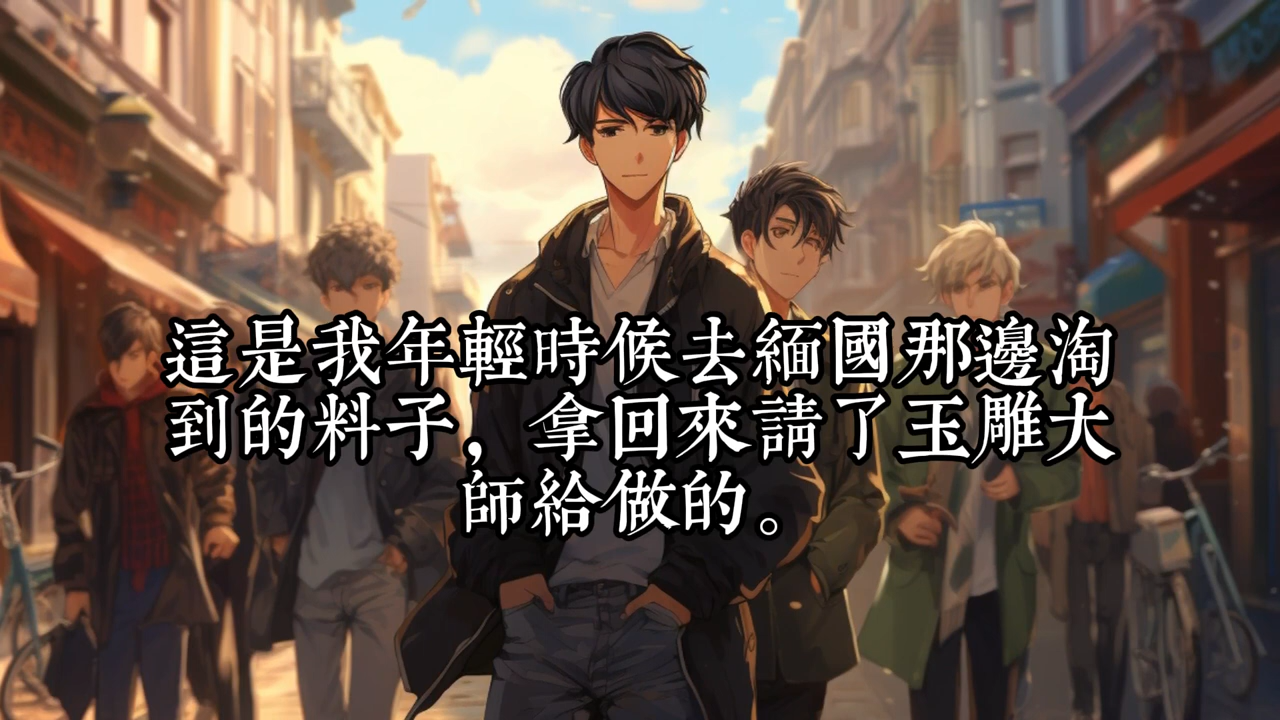 這是我年輕時候去緬國那邊淘
到的料子，拿回來請了玉雕大
師給做的。